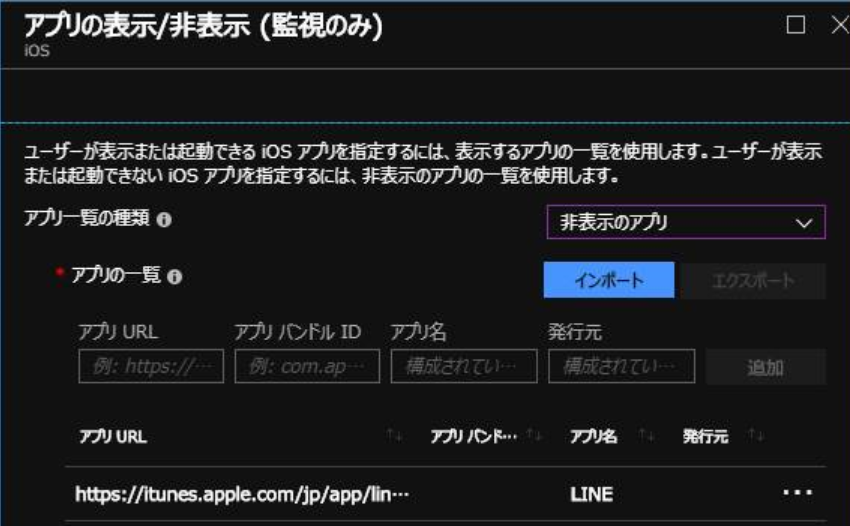 アプリの表示/非表示 (監視のみ)
iOS
ユーザーが表示または起動できる iOS アプリを指定するには、表示するアプリの一覧を使用します。ユーザーが表示
または起動できない iOS アプリを指定するには、非表示のアプリの一覧を使用します。
アプリ一覧の種類
非表示のアプリ
* アプリの一覧
インポート エクスポート
アプリ URL アプリ バンドル ID アプリ名 発行元
例: https://… 例: com.ap… 構成されてい… 構成されてい… 追加
アプリ URL アプリ バンド… アプリ名 発行元
https://itunes.apple.com/jp/app/lin… LINE